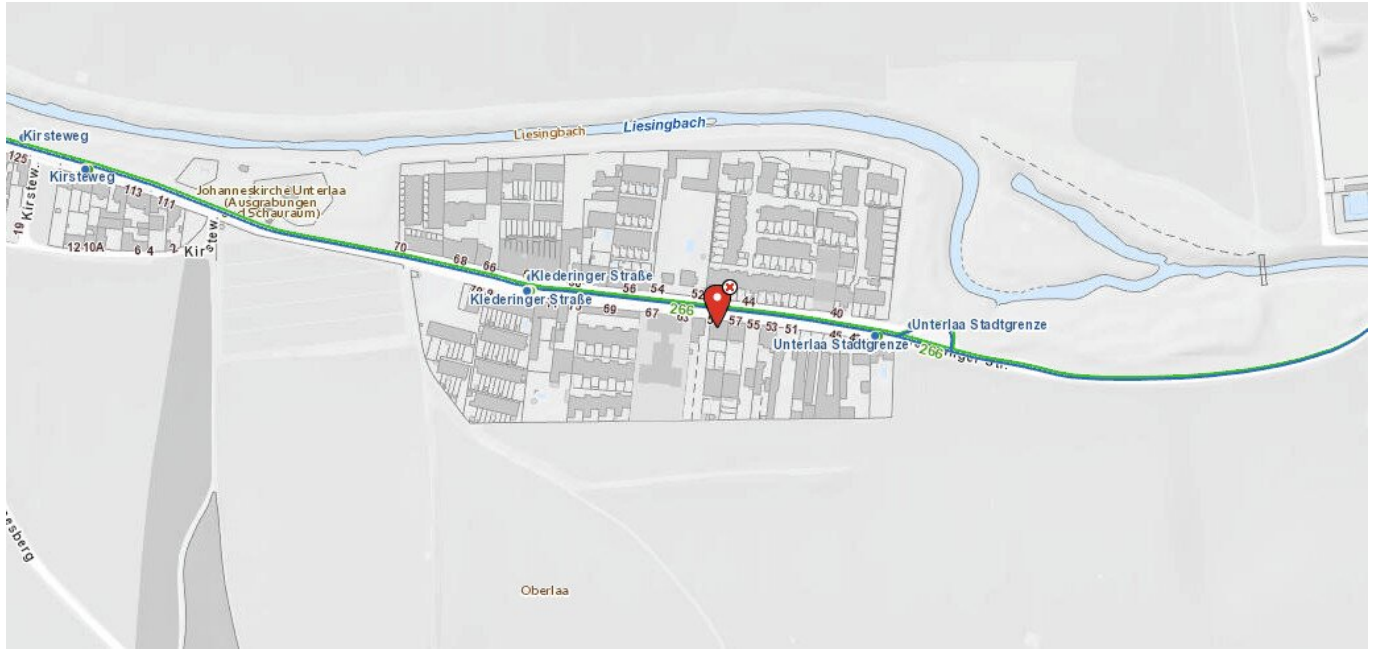 Kirsteweg
125
Kirsteweg
Kirstew.
19
113
111
12
10A
6
4
2
Johanneskirche Unterlaa
(Ausgrabungen
Schauraum)
Liesingbach
Liesingbach
70
68
66
Klederinger Straße
Klederinger Straße
56
54
52
44
40
69
67
266
57
55
53
51
Unterlaa Stadtgrenze
Unterlaa Stadtgrenze
266
Oberlaa